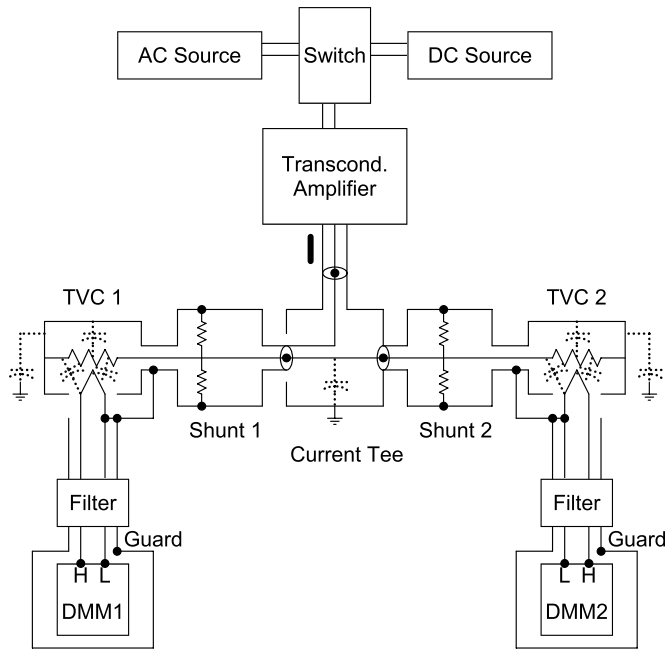 AC Source
Switch
DC Source
Transcond.
Amplifier
TVC 1
TVC 2
Shunt 1
Shunt 2
Current Tee
Filter
Filter
Guard
Guard
H L
L H
DMM1
DMM2